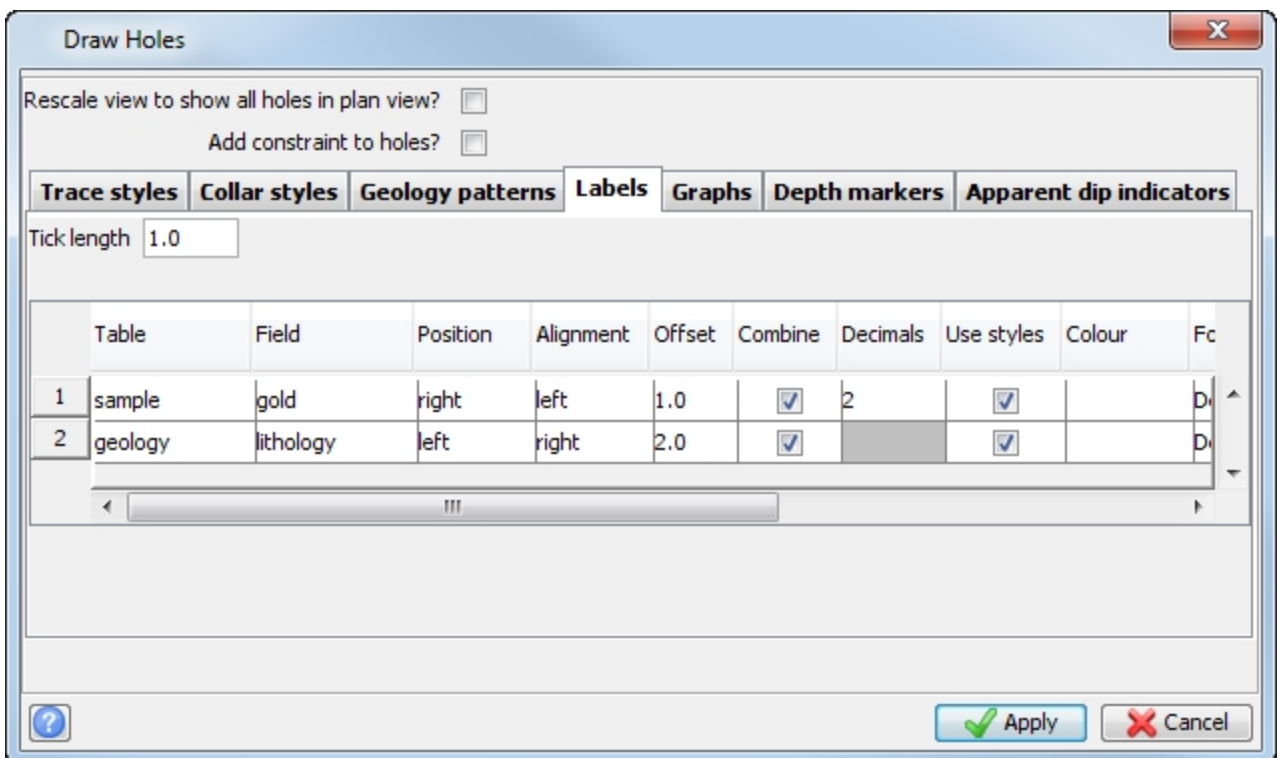 Draw Holes
Rescale view to show all holes in plan view?
Add constraint to holes?
Trace styles Collar styles Geology patterns Labels Graphs Depth markers Apparent dip indicators
Tick length 1.0
Table Field Position Alignment Offset Combine Decimals Use styles Colour
1 sample gold right left 1.0 2
2 geology lithology left right 2.0
Apply Cancel